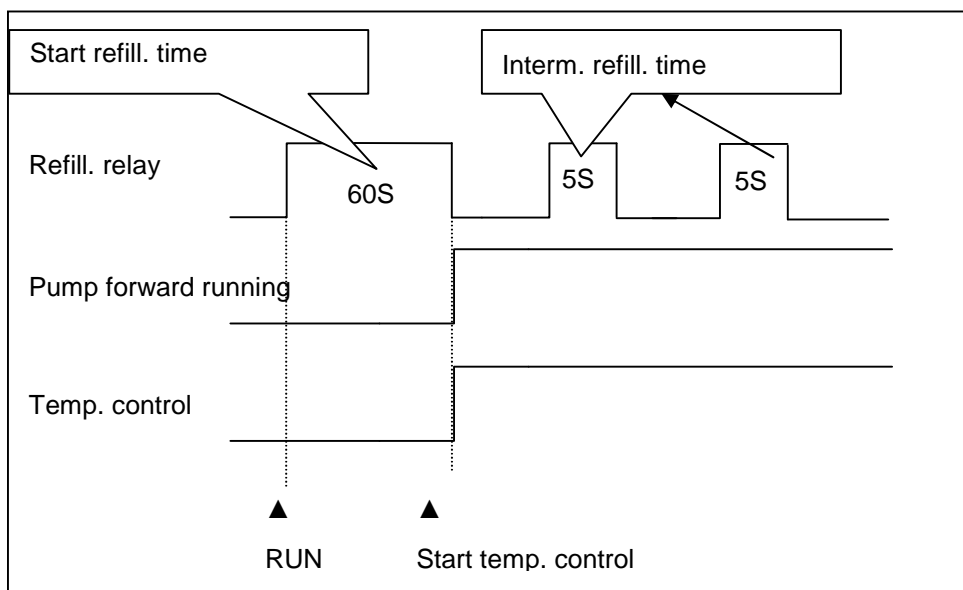 Start refill. time
Interm. refill. time
Refill. relay
60S
5S
5S
Pump forward running
Temp. control
RUN
Start temp. control